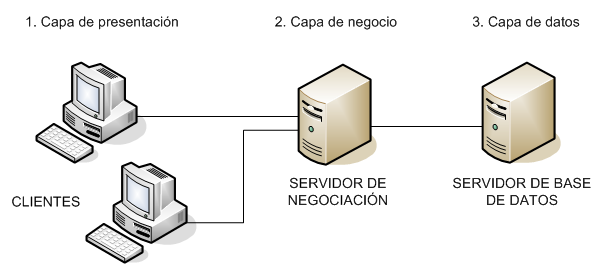 1. Capa de presentación
2. Capa de negocio
3. Capa de datos
CLIENTES
SERVIDOR DE
NEGOCIACIÓN
SERVIDOR DE BASE
DE DATOS